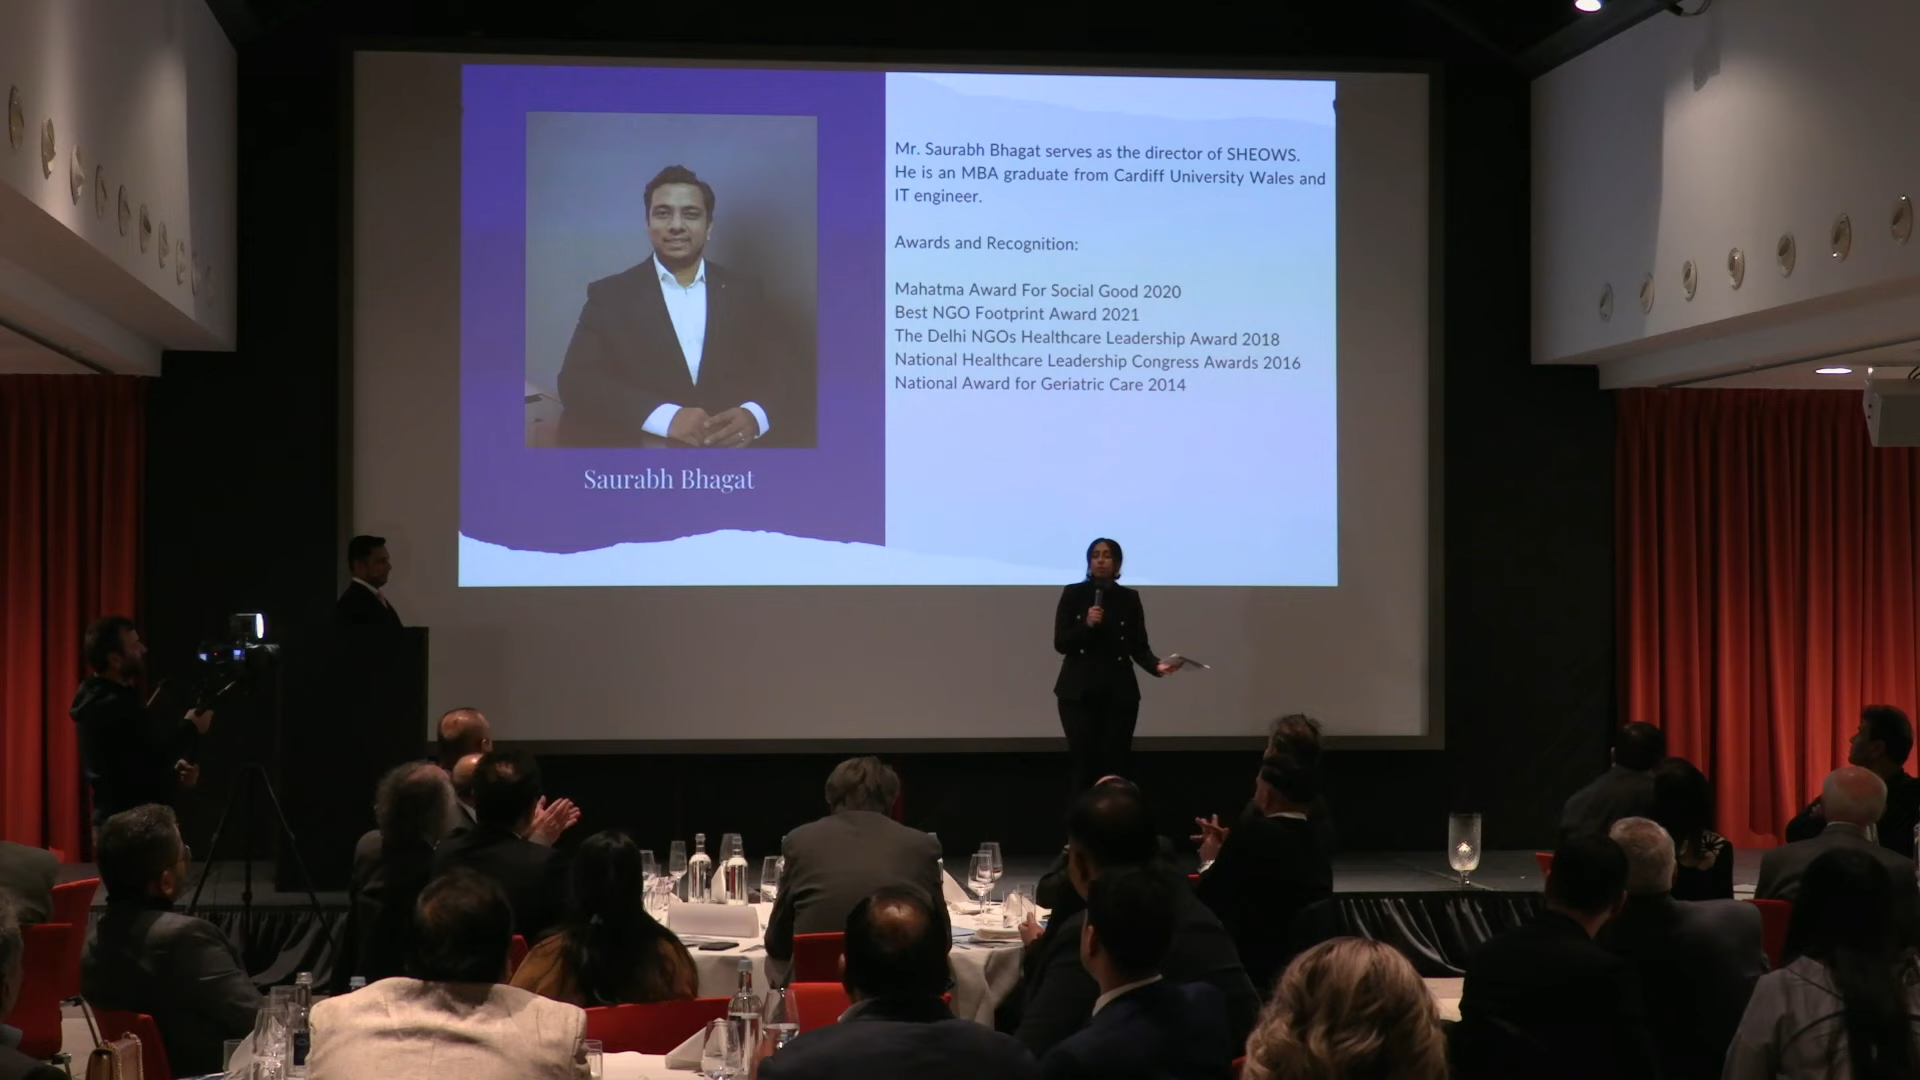 Mr. Saurabh Bhagat serves as the director of SHEOWS.
He is an MBA graduate from Cardiff University Wales and
IT engineer.
Awards and Recognition:
Mahatma Award For Social Good 2020
Best NGO Footprint Award 2021
The Delhi NGOs Healthcare Leadership Award 2018
National Healthcare Leadership Congress Awards 2016
National Award for Geriatric Care 2014
Saurabh Bhagat